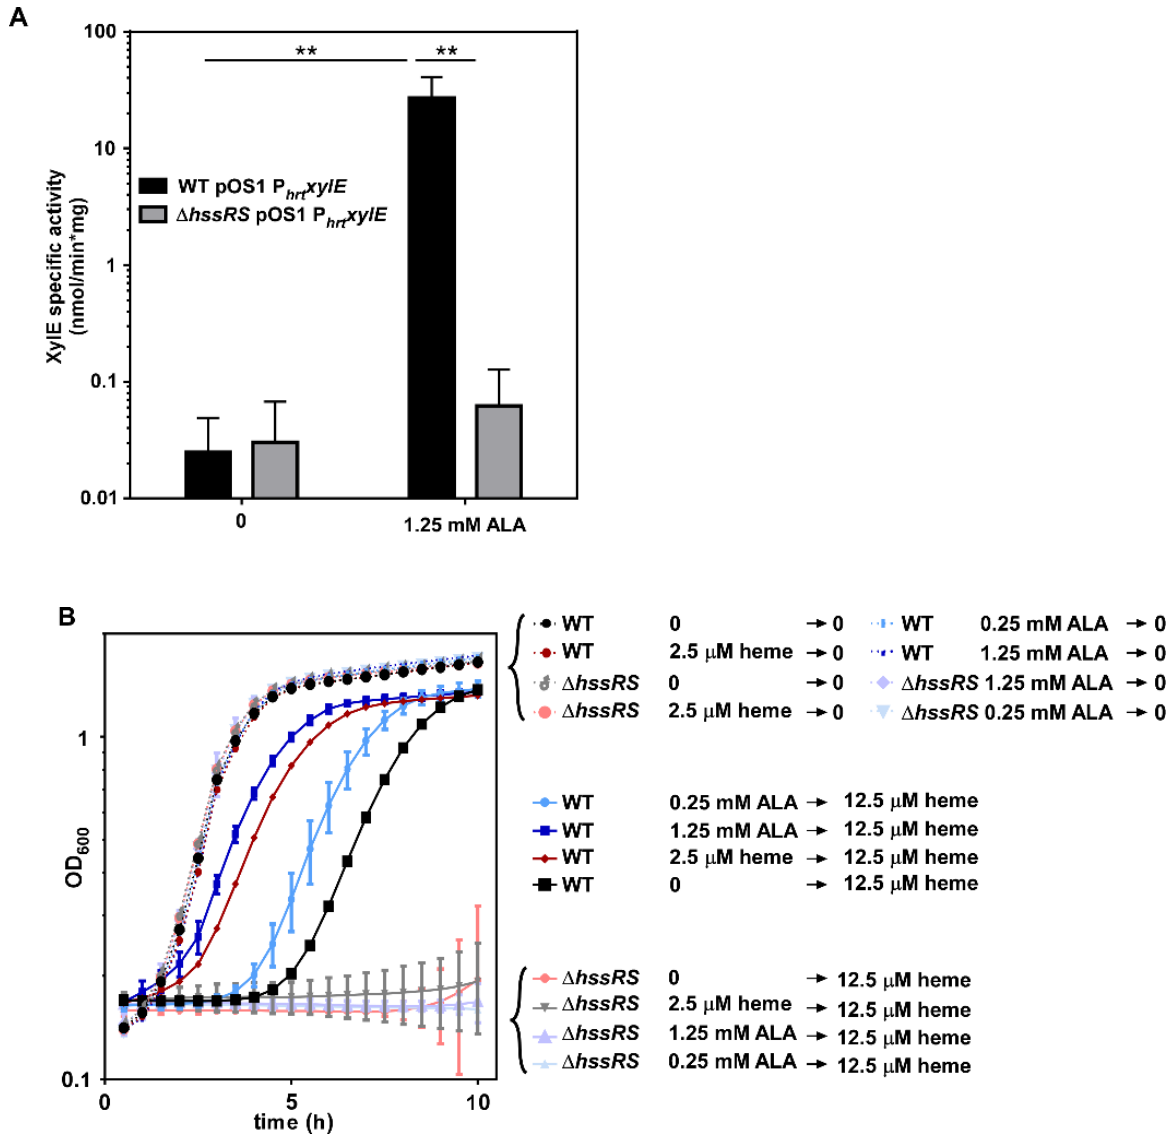 A
100
10
1
0.1
0.01
XylE specific activity
(nmol/min*mg)
** **
WT pOS1 PhrtxylE
ΔhssRS pOS1 PhrtxylE
0 1.25 mM ALA
B
1
0.1
OD600
0 5 10
time (h)
WT 0 → 0 WT 0.25 mM ALA → 0
WT 2.5 μM heme → 0 WT 1.25 mM ALA → 0
ΔhssRS 0 → 0 ΔhssRS 1.25 mM ALA → 0
ΔhssRS 2.5 μM heme → 0 ΔhssRS 0.25 mM ALA → 0
WT 0.25 mM ALA → 12.5 μM heme
WT 1.25 mM ALA → 12.5 μM heme
WT 2.5 μM heme → 12.5 μM heme
WT 0 → 12.5 μM heme
ΔhssRS 0 → 12.5 μM heme
ΔhssRS 2.5 μM heme → 12.5 μM heme
ΔhssRS 1.25 mM ALA → 12.5 μM heme
ΔhssRS 0.25 mM ALA → 12.5 μM heme